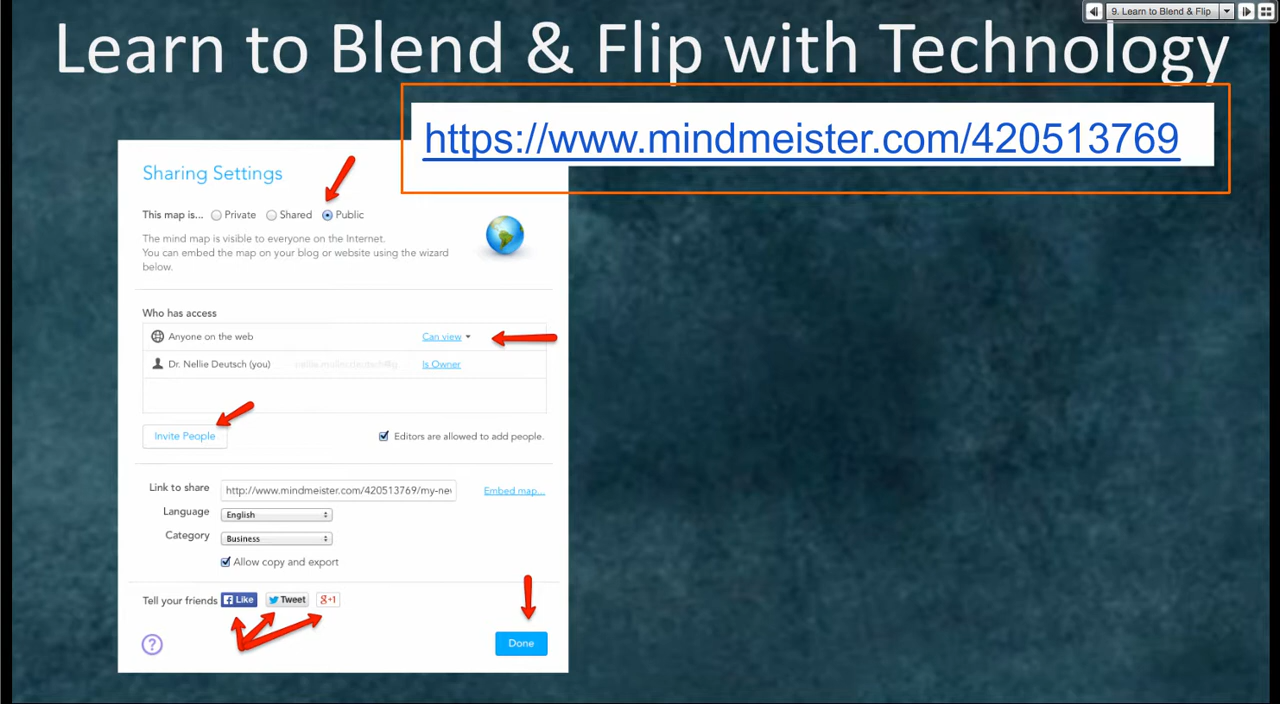 9. Learn to Blend & Flip
Learn to Blend & Flip with Technology
https://www.mindmeister.com/420513769
Sharing Settings
This map is... Private Shared Public
The mind map is visible to everyone on the Internet.
You can embed the map on your blog or website using the wizard
below.
Who has access
Anyone on the web Can view
Dr. Nellie Deutsch (you) Is Owner
Invite People Editors are allowed to add people.
Link to share http://www.mindmeister.com/420513769/my-nev Embed map...
Language English
Category Business
Allow copy and export
Tell your friends Like Tweet g+1
? Done